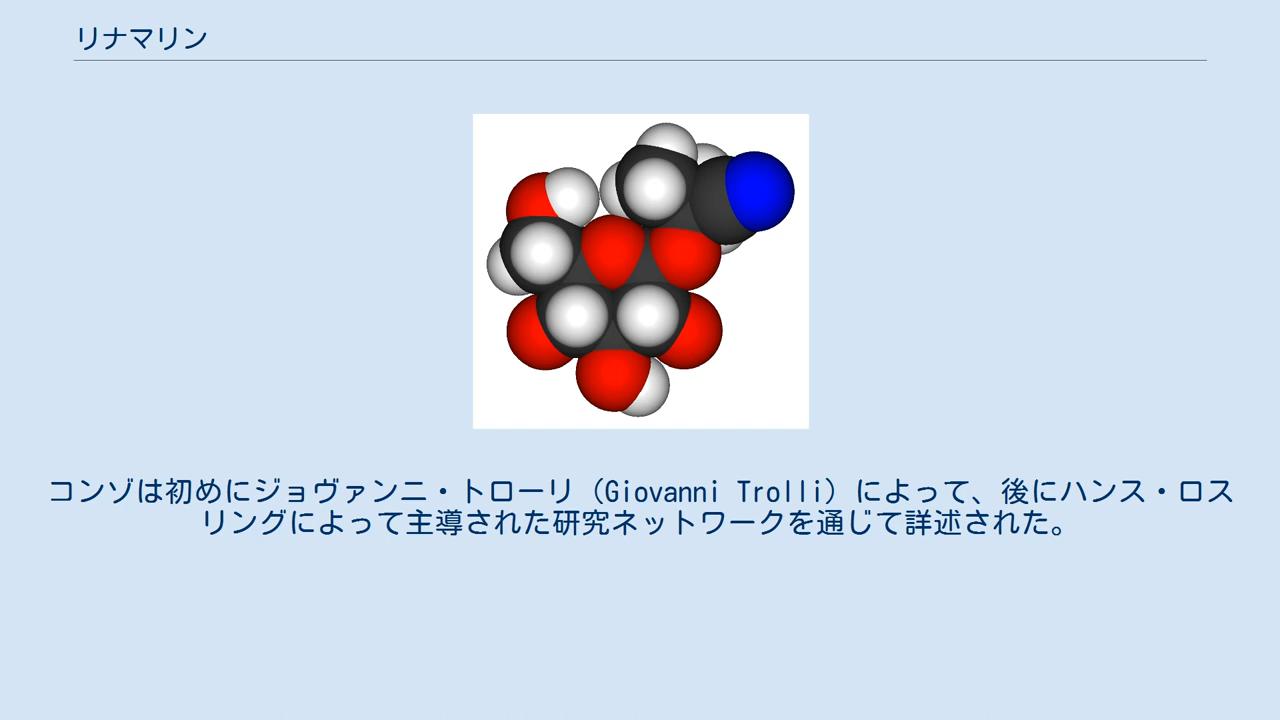 リナマリン
コンゾは初めにジョヴァンニ・トローリ（Giovanni Trolli）によって、後にハンス・ロス
リングによって主導された研究ネットワークを通じて詳述された。